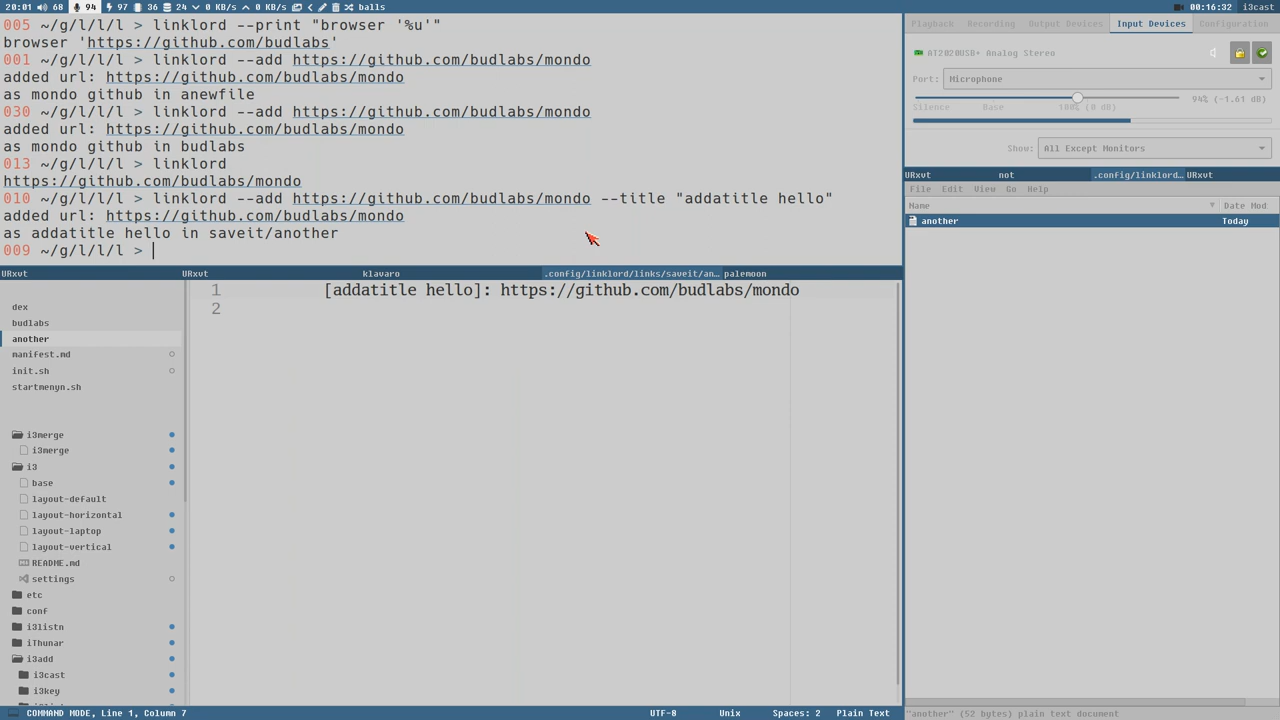 20:01 68 94 97 36 24 0 KB/s 0 KB/s balls 00:16:32 i3cast
005 ~/g/l/l/l > linklord --print "browser '%u'"
browser 'https://github.com/budlabs'
001 ~/g/l/l/l > linklord --add https://github.com/budlabs/mondo
added url: https://github.com/budlabs/mondo
as mondo github in anewfile
030 ~/g/l/l/l > linklord --add https://github.com/budlabs/mondo
added url: https://github.com/budlabs/mondo
as mondo github in budlabs
013 ~/g/l/l/l > linklord
https://github.com/budlabs/mondo
010 ~/g/l/l/l > linklord --add https://github.com/budlabs/mondo --title "addatitle hello"
added url: https://github.com/budlabs/mondo
as addatitle hello in saveit/another
009 ~/g/l/l/l >
Playback Recording Output Devices Input Devices Configuration
AT2020USB+ Analog Stereo
Port: Microphone
94% (-1.61 dB)
Silence Base 100% (0 dB)
Show: All Except Monitors
URxvt not .config/linklord… URxvt
File Edit View Go Help
Name Date Mod
another Today
URxvt URxvt klavaro .config/linklord/links/saveit/an… palemoon
dex
budlabs
another
manifest.md
init.sh
startmenyn.sh
i3merge
i3merge
i3
base
layout-default
layout-horizontal
layout-laptop
layout-vertical
README.md
settings
etc
conf
i3listn
iThunar
i3add
i3cast
i3key
1 [addatitle hello]: https://github.com/budlabs/mondo
2
COMMAND MODE, Line 1, Column 7 UTF-8 Unix Spaces: 2 Plain Text
"another" (52 bytes) plain text document